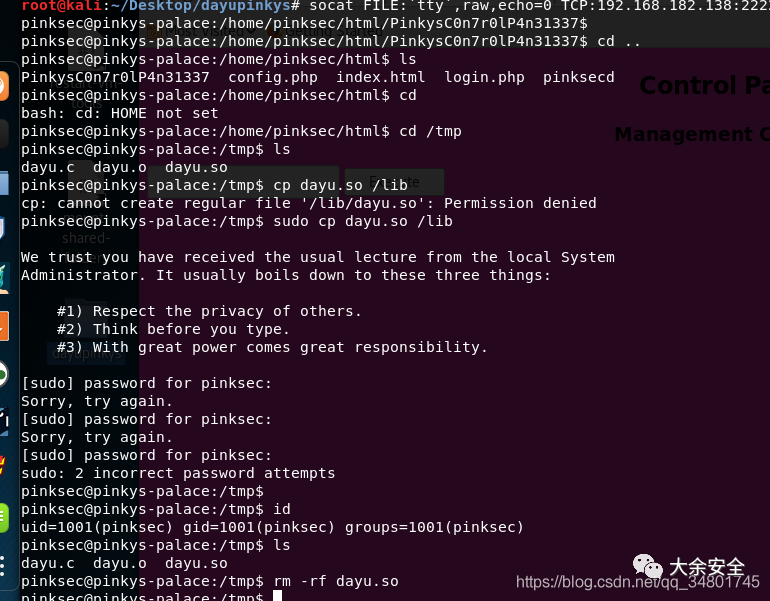 root@kali:~/Desktop/dayupinkys# socat FILE:`tty`,raw,echo=0 TCP:192.168.182.138:222
pinksec@pinkys-palace:/home/pinksec/html/PinkysC0n7r0lP4n31337$
pinksec@pinkys-palace:/home/pinksec/html/PinkysC0n7r0lP4n31337$ cd ..
pinksec@pinkys-palace:/home/pinksec/html$ ls
PinkysC0n7r0lP4n31337  config.php  index.html  login.php  pinksecd
Control Pa
pinksec@pinkys-palace:/home/pinksec/html$ cd
bash: cd: HOME not set
pinksec@pinkys-palace:/home/pinksec/html$ cd /tmp
Management C
pinksec@pinkys-palace:/tmp$ ls
dayu.c  dayu.o  dayu.so
pinksec@pinkys-palace:/tmp$ cp dayu.so /lib
cp: cannot create regular file '/lib/dayu.so': Permission denied
pinksec@pinkys-palace:/tmp$ sudo cp dayu.so /lib
shared-
We trust you have received the usual lecture from the local System
Administrator. It usually boils down to these three things:
#1) Respect the privacy of others.
#2) Think before you type.
#3) With great power comes great responsibility.
dayupinkys
[sudo] password for pinksec:
Sorry, try again.
[sudo] password for pinksec:
Sorry, try again.
[sudo] password for pinksec:
sudo: 2 incorrect password attempts
pinksec@pinkys-palace:/tmp$
pinksec@pinkys-palace:/tmp$ id
uid=1001(pinksec) gid=1001(pinksec) groups=1001(pinksec)
pinksec@pinkys-palace:/tmp$ ls
dayu.c  dayu.o  dayu.so
大余安全
pinksec@pinkys-palace:/tmp$ rm -rf dayu.so
https://blog.csdn.net/qq_34801745
pinksec@pinkys-palace:/tmp$